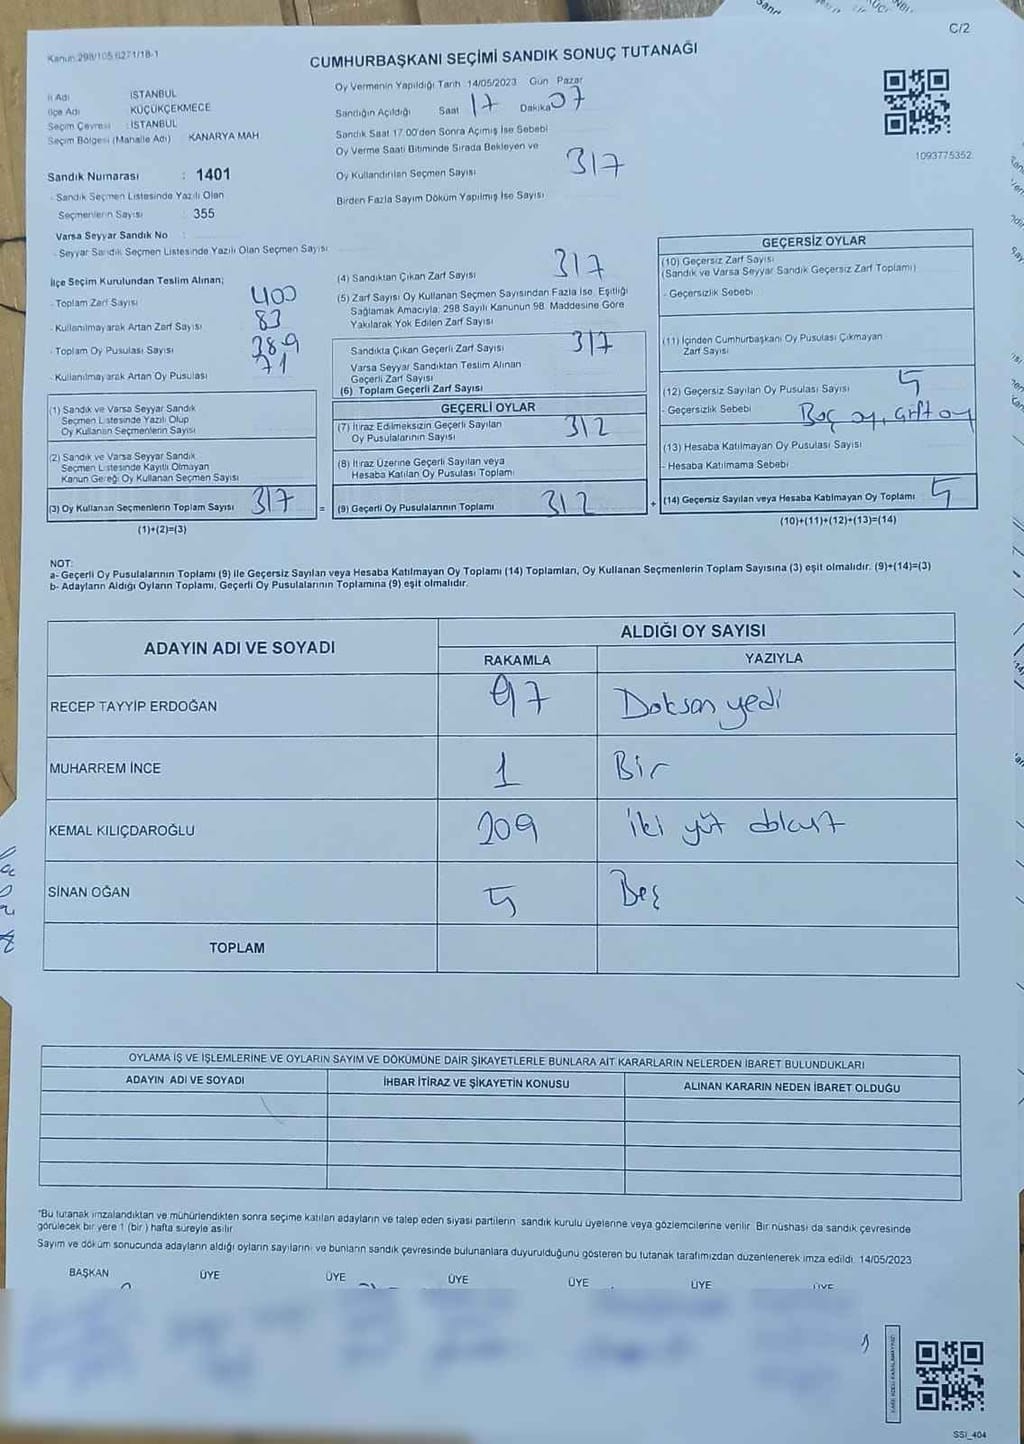 C/2
Kanun:298/105,6271/18-1
CUMHURBAŞKANI SEÇİMİ SANDIK SONUÇ TUTANAĞI
İl Adı : İSTANBUL
İlçe Adı : KÜÇÜKÇEKMECE
Seçim Çevresi : İSTANBUL
Seçim Bölgesi (Mahalle Adı) : KANARYA MAH.
Oy Vermenin Yapıldığı Tarih 14/05/2023 Gün Pazar
Sandığın Açıldığı Saat 17 Dakika 07
Sandık Saat 17:00'den Sonra Açılmış İse Sebebi
Oy Verme Saati Bitiminde Sırada Bekleyen ve
Oy Kullandırılan Seçmen Sayısı 317
Birden Fazla Sayım Döküm Yapılmış İse Sayısı
1093775352
Sandık Numarası : 1401
- Sandık Seçmen Listesinde Yazılı Olan
Seçmenlerin Sayısı : 355
Varsa Seyyar Sandık No :
- Seyyar Sandık Seçmen Listesinde Yazılı Olan Seçmen Sayısı
İlçe Seçim Kurulundan Teslim Alınan;
- Toplam Zarf Sayısı 400
- Kullanılmayarak Artan Zarf Sayısı 83
- Toplam Oy Pusulası Sayısı 389
- Kullanılmayarak Artan Oy Pusulası 71
(1) Sandık ve Varsa Seyyar Sandık
Seçmen Listesinde Yazılı Olup
Oy Kullanan Seçmenlerin Sayısı
(2) Sandık ve Varsa Seyyar Sandık
Seçmen Listesinde Kayıtlı Olmayan
Kanun Gereği Oy Kullanan Seçmen Sayısı
(3) Oy Kullanan Seçmenlerin Toplam Sayısı 317
(1)+(2)=(3)
=
(4) Sandıktan Çıkan Zarf Sayısı 317
(5) Zarf Sayısı Oy Kullanan Seçmen Sayısından Fazla İse, Eşitliği
Sağlamak Amacıyla, 298 Sayılı Kanunun 98. Maddesine Göre
Yakılarak Yok Edilen Zarf Sayısı
Sandıkta Çıkan Geçerli Zarf Sayısı 317
Varsa Seyyar Sandıktan Teslim Alınan
Geçerli Zarf Sayısı
(6) Toplam Geçerli Zarf Sayısı
GEÇERLİ OYLAR
(7) İtiraz Edilmeksizin Geçerli Sayılan
Oy Pusulalarının Sayısı 312
(8) İtiraz Üzerine Geçerli Sayılan veya
Hesaba Katılan Oy Pusulası Toplamı
(9) Geçerli Oy Pusulalarının Toplamı 312
+
GEÇERSİZ OYLAR
(10) Geçersiz Zarf Sayısı
(Sandık ve Varsa Seyyar Sandık Geçersiz Zarf Toplamı)
- Geçersizlik Sebebi
(11) İçinden Cumhurbaşkanı Oy Pusulası Çıkmayan
Zarf Sayısı
(12) Geçersiz Sayılan Oy Pusulası Sayısı 5
- Geçersizlik Sebebi Boş oy, çift oy
(13) Hesaba Katılmayan Oy Pusulası Sayısı
- Hesaba Katılmama Sebebi
(14) Geçersiz Sayılan veya Hesaba Katılmayan Oy Toplamı 5
(10)+(11)+(12)+(13)=(14)
NOT:
a- Geçerli Oy Pusulalarının Toplamı (9) ile Geçersiz Sayılan veya Hesaba Katılmayan Oy Toplamı (14) Toplamları, Oy Kullanan Seçmenlerin Toplam Sayısına (3) eşit olmalıdır. (9)+(14)=(3)
b- Adayların Aldığı Oyların Toplamı, Geçerli Oy Pusulalarının Toplamına (9) eşit olmalıdır.
ADAYIN ADI VE SOYADI ALDIĞI OY SAYISI
RAKAMLA YAZIYLA
RECEP TAYYİP ERDOĞAN 97 Doksan yedi
MUHARREM İNCE 1 Bir
KEMAL KILIÇDAROĞLU 209 iki yüz dokuz
SİNAN OĞAN 5 Beş
TOPLAM
OYLAMA İŞ VE İŞLEMLERİNE VE OYLARIN SAYIM VE DÖKÜMÜNE DAİR ŞİKAYETLERLE BUNLARA AİT KARARLARIN NELERDEN İBARET BULUNDUKLARI
ADAYIN ADI VE SOYADI İHBAR İTİRAZ VE ŞİKAYETİN KONUSU ALINAN KARARIN NEDEN İBARET OLDUĞU
*Bu tutanak imzalandıktan ve mühürlendikten sonra seçime katılan adayların ve talep eden siyasi partilerin sandık kurulu üyelerine veya gözlemcilerine verilir. Bir nüshası da sandık çevresinde
görülecek bir yere 1 (bir) hafta süreyle asılır.
Sayım ve döküm sonucunda adayların aldığı oyların sayılarını ve bunların sandık çevresinde bulunanlara duyurulduğunu gösteren bu tutanak tarafımızdan düzenlenerek imza edildi. 14/05/2023
BAŞKAN ÜYE ÜYE ÜYE ÜYE ÜYE ÜYE
SSI_404